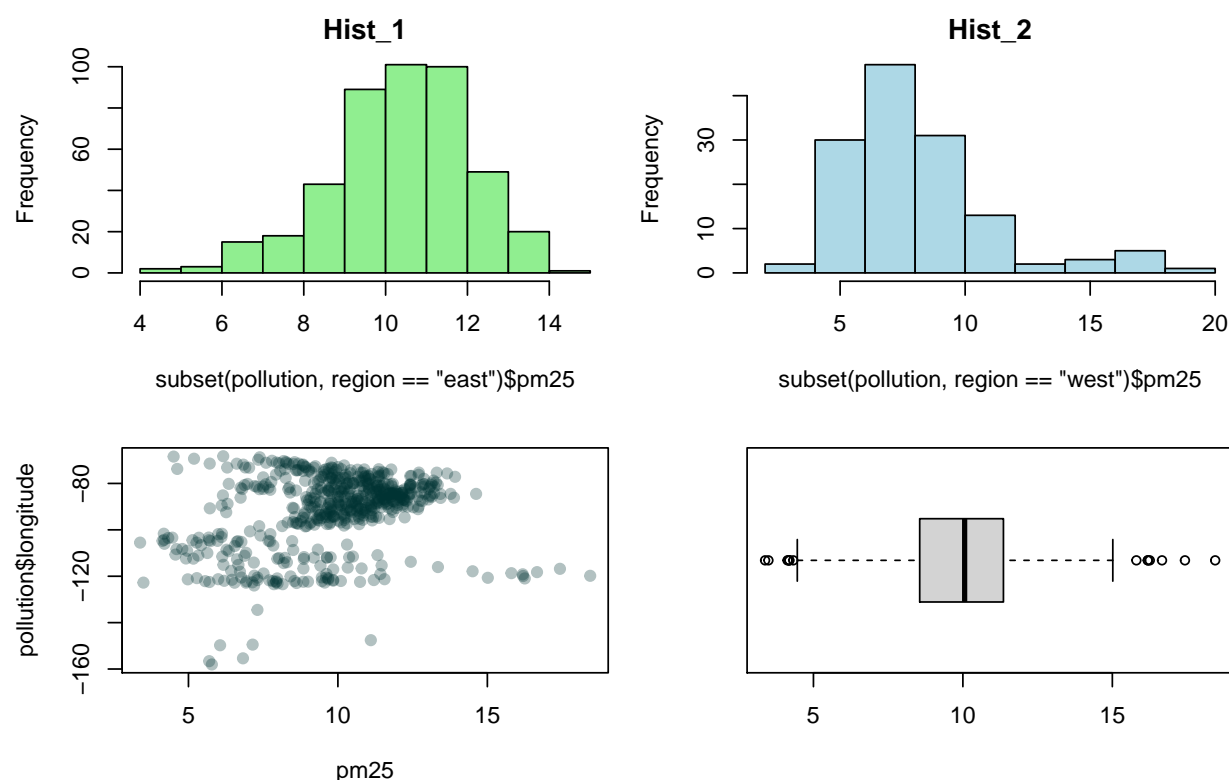 Hist_1
Frequency
100
60
20
0
4 6 8 10 12 14
subset(pollution, region == "east")$pm25
Hist_2
Frequency
30
10
0
5 10 15 20
subset(pollution, region == "west")$pm25
pollution$longitude
−80
−120
−160
5 10 15
pm25
5 10 15